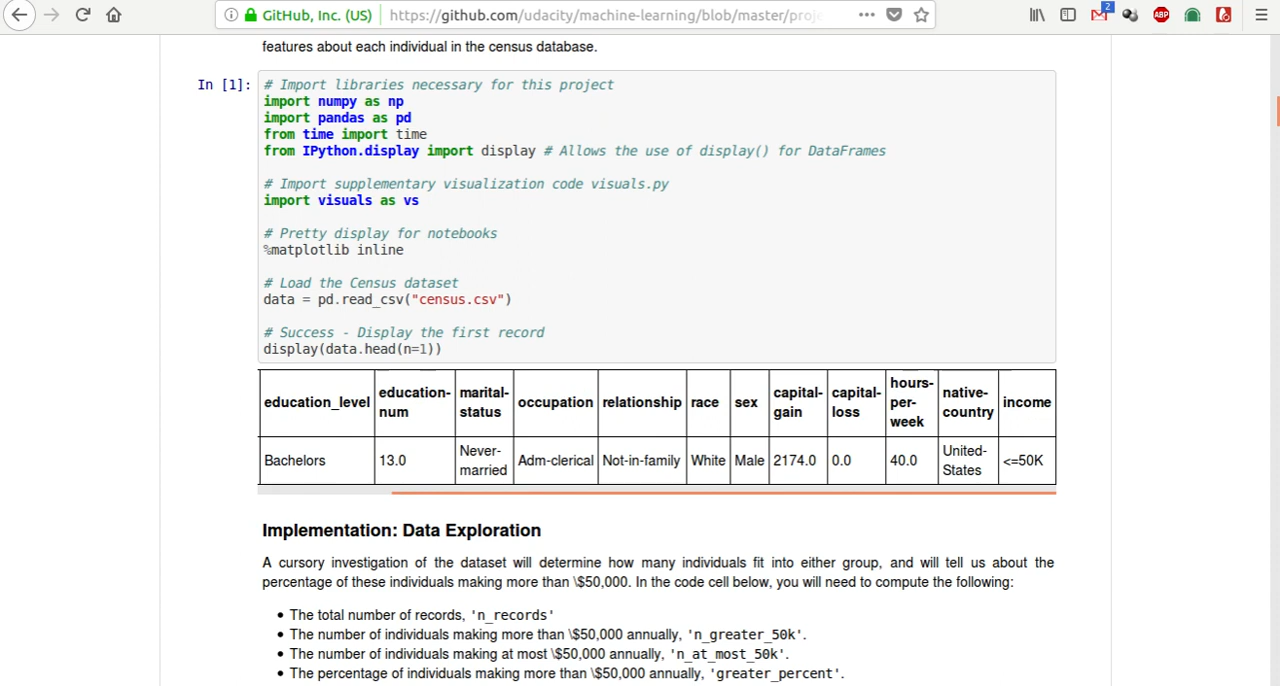 GitHub, Inc. (US) https://github.com/udacity/machine-learning/blob/master/proje
2
ABP
features about each individual in the census database.
In [1]: # Import libraries necessary for this project
import numpy as np
import pandas as pd
from time import time
from IPython.display import display # Allows the use of display() for DataFrames
# Import supplementary visualization code visuals.py
import visuals as vs
# Pretty display for notebooks
%matplotlib inline
# Load the Census dataset
data = pd.read_csv("census.csv")
# Success - Display the first record
display(data.head(n=1))
education_level education-num marital-status occupation relationship race sex capital-gain capital-loss hours-per-week native-country income
Bachelors 13.0 Never-married Adm-clerical Not-in-family White Male 2174.0 0.0 40.0 United-States <=50K
Implementation: Data Exploration
A cursory investigation of the dataset will determine how many individuals fit into either group, and will tell us about the
percentage of these individuals making more than \$50,000. In the code cell below, you will need to compute the following:
• The total number of records, 'n_records'
• The number of individuals making more than \$50,000 annually, 'n_greater_50k'.
• The number of individuals making at most \$50,000 annually, 'n_at_most_50k'.
• The percentage of individuals making more than \$50,000 annually, 'greater_percent'.